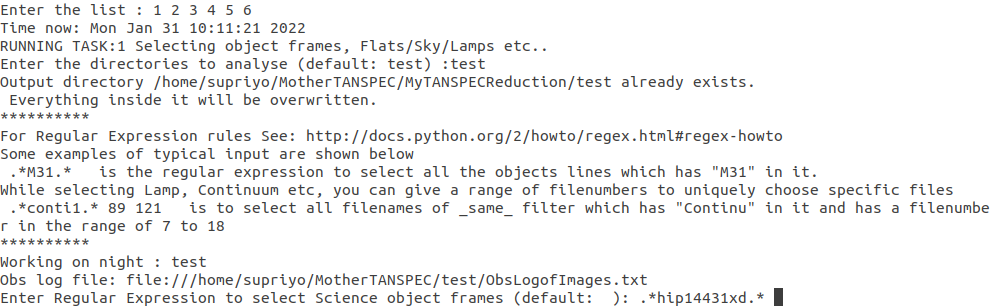 Enter the list : 1 2 3 4 5 6
Time now: Mon Jan 31 10:11:21 2022
RUNNING TASK:1 Selecting object frames, Flats/Sky/Lamps etc..
Enter the directories to analyse (default: test) :test
Output directory /home/supriyo/MotherTANSPEC/MyTANSPECReduction/test already exists.
 Everything inside it will be overwritten.
**********
For Regular Expression rules See: http://docs.python.org/2/howto/regex.html#regex-howto
Some examples of typical input are shown below
 .*M31.*   is the regular expression to select all the objects lines which has "M31" in it.
While selecting Lamp, Continuum etc, you can give a range of filenumbers to uniquely choose specific files
 .*conti1.* 89 121   is to select all filenames of _same_ filter which has "Continu" in it and has a filenumbe
r in the range of 7 to 18
**********
Working on night : test
Obs log file: file:///home/supriyo/MotherTANSPEC/test/ObsLogofImages.txt
Enter Regular Expression to select Science object frames (default:  ): .*hip14431xd.*